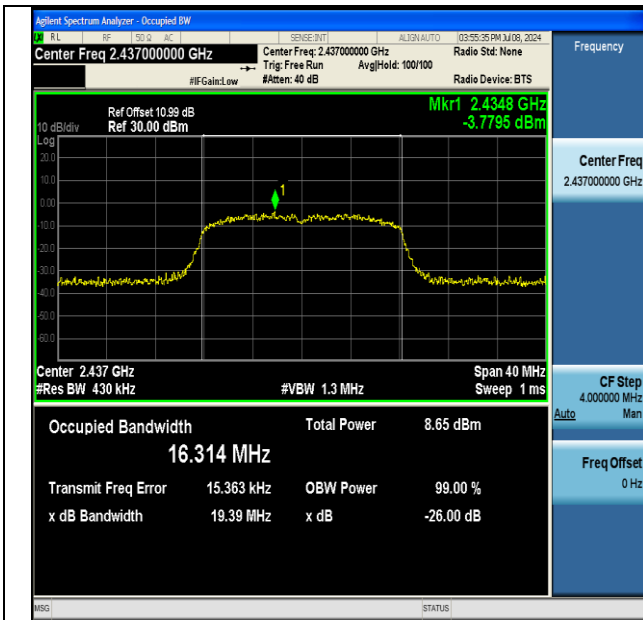 Agilent Spectrum Analyzer - Occupied BW
RL RF 50 Ω AC SENSE:INT ALIGN AUTO 03:55:35 PM Jul 08, 2024
Center Freq 2.437000000 GHz
Center Freq: 2.437000000 GHz
Radio Std: None
Trig: Free Run Avg|Hold: 100/100
#IFGain:Low #Atten: 40 dB Radio Device: BTS
Frequency
Ref Offset 10.99 dB
Mkr1 2.4348 GHz
10 dB/div Ref 30.00 dBm -3.7795 dBm
Log
20.0
10.0
0.00
1
-10.0
-20.0
-30.0
-40.0
-50.0
-60.0
Center 2.437 GHz Span 40 MHz
#Res BW 430 kHz #VBW 1.3 MHz Sweep 1 ms
Occupied Bandwidth Total Power 8.65 dBm
16.314 MHz
Transmit Freq Error 15.363 kHz OBW Power 99.00 %
x dB Bandwidth 19.39 MHz x dB -26.00 dB
Center Freq
2.437000000 GHz
CF Step
4.000000 MHz
Auto Man
Freq Offset
0 Hz
MSG STATUS